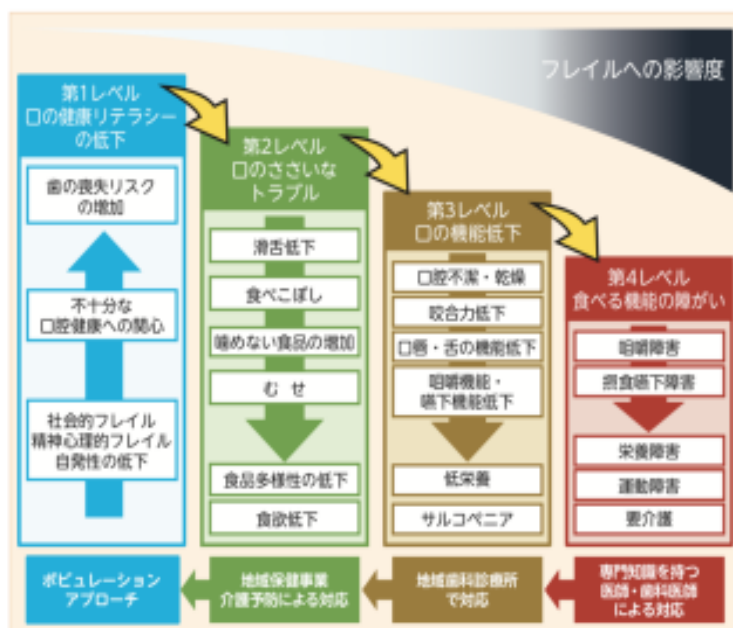 フレイルへの影響度
第1レベル
口の健康リテラシー
の低下
歯の喪失リスク
の増加
不十分な
口腔健康への関心
社会的フレイル
精神心理的フレイル
自発性の低下
ポピュレーション
アプローチ
第2レベル
口のささいな
トラブル
滑舌低下
食べこぼし
噛めない食品の増加
むせ
食品多様性の低下
食欲低下
地域保健事業
介護予防による対応
第3レベル
口の機能低下
口腔不潔・乾燥
咬合力低下
口唇・舌の機能低下
咀嚼機能・
嚥下機能低下
低栄養
サルコペニア
地域歯科診療所
で対応
第4レベル
食べる機能の障がい
咀嚼障害
摂食嚥下障害
栄養障害
運動障害
要介護
専門知識を持つ
医師・歯科医師
による対応